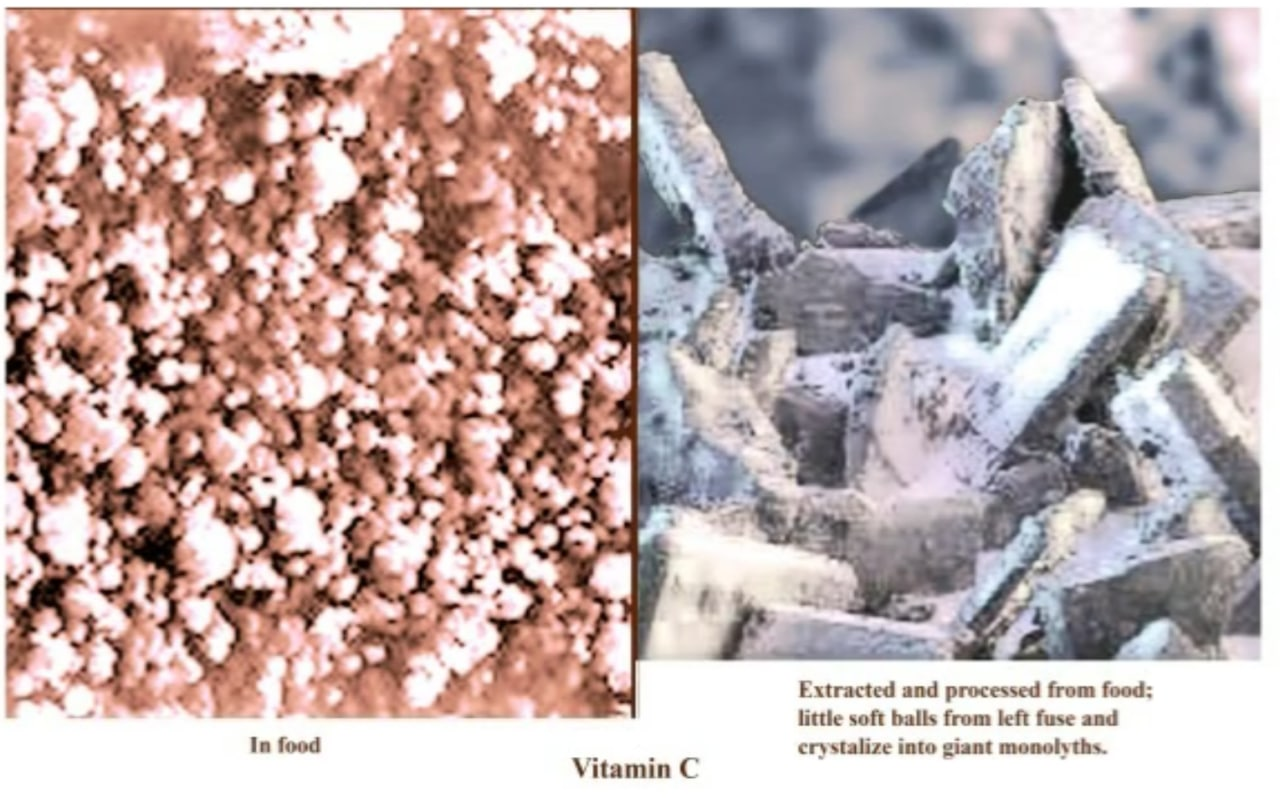 In food
Extracted and processed from food;
little soft balls from left fuse and
crystalize into giant monolyths.
Vitamin C